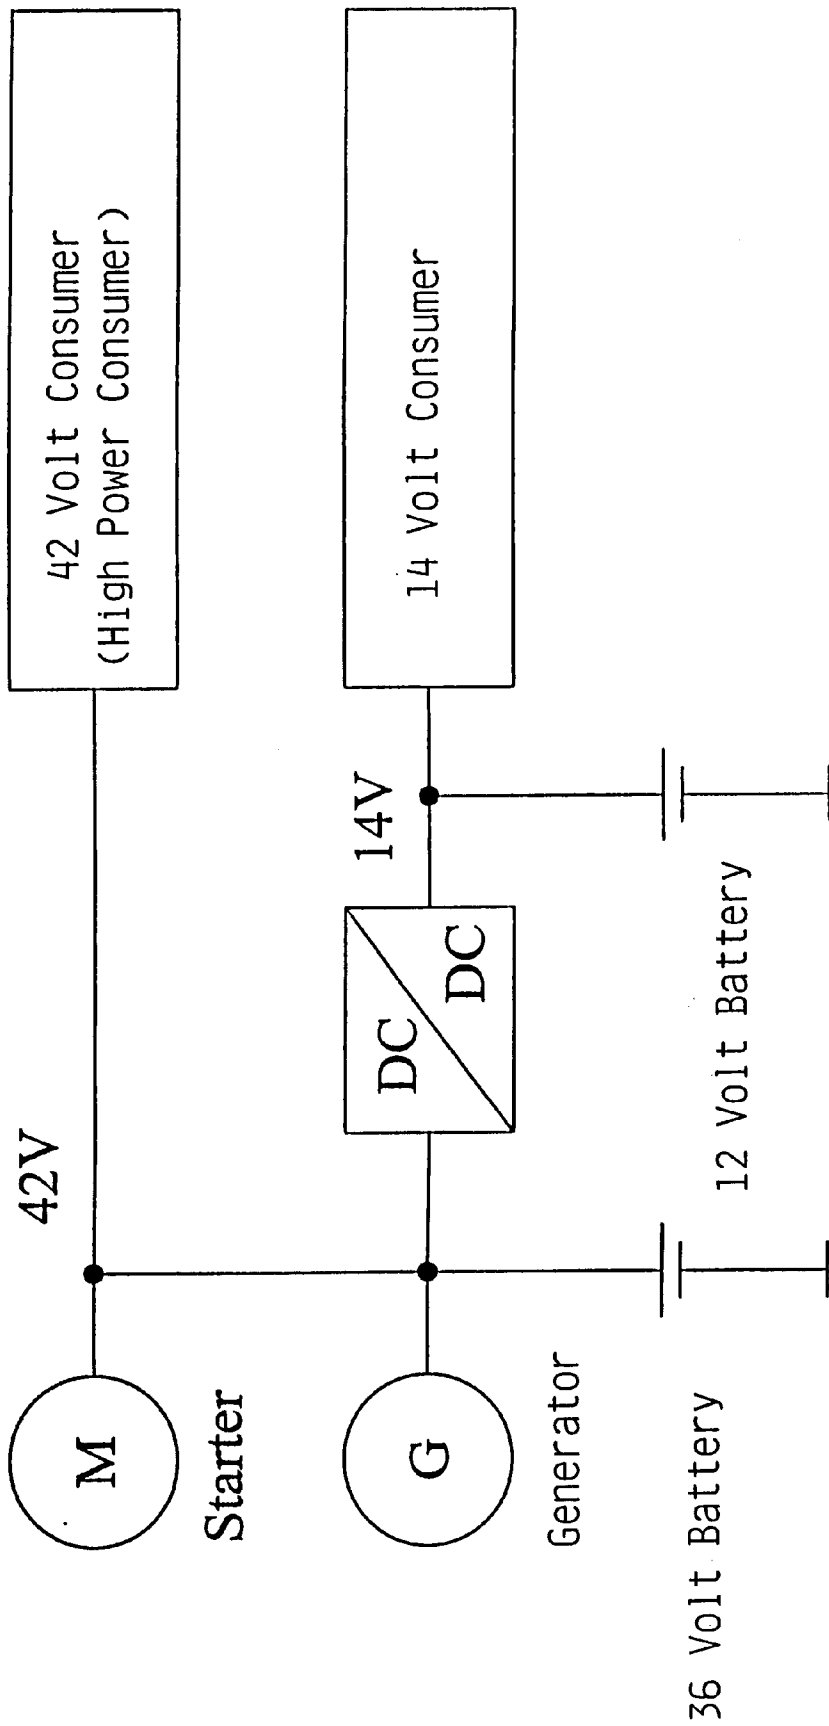 42 Volt Consumer
(High Power Consumer)
42V
M
Starter
14 Volt Consumer
14V
DC
DC
G
Generator
12 Volt Battery
36 Volt Battery